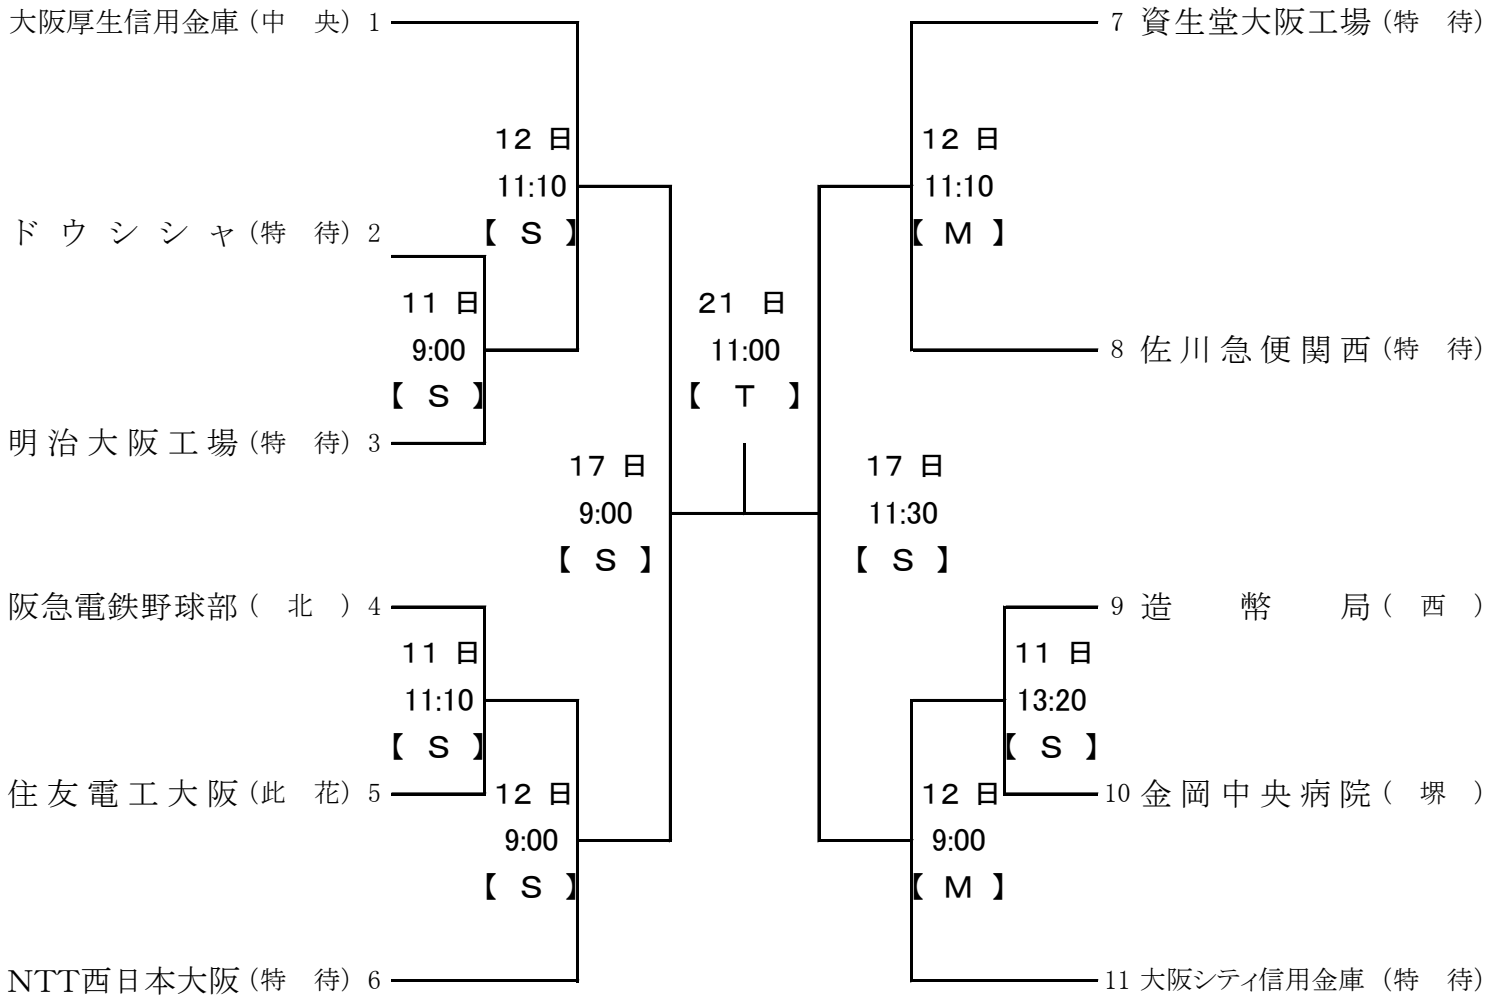 大阪厚生信用金庫 (中 央) 1
12 日
11:10
【 S 】
ドウシシャ (特 待) 2
11 日
9:00
【 S 】
明治大阪工場 (特 待) 3
17 日
9:00
【 S 】
阪急電鉄野球部 ( 北 ) 4
11 日
11:10
【 S 】
住友電工大阪 (此 花) 5
12 日
9:00
【 S 】
NTT西日本大阪 (特 待) 6
21 日
11:00
【 T 】
7 資生堂大阪工場 (特 待)
12 日
11:10
【 M 】
8 佐川急便関西 (特 待)
17 日
11:30
【 S 】
9 造幣局 ( 西 )
11 日
13:20
【 S 】
10 金岡中央病院 ( 堺 )
12 日
9:00
【 M 】
11 大阪シティ信用金庫 (特 待)